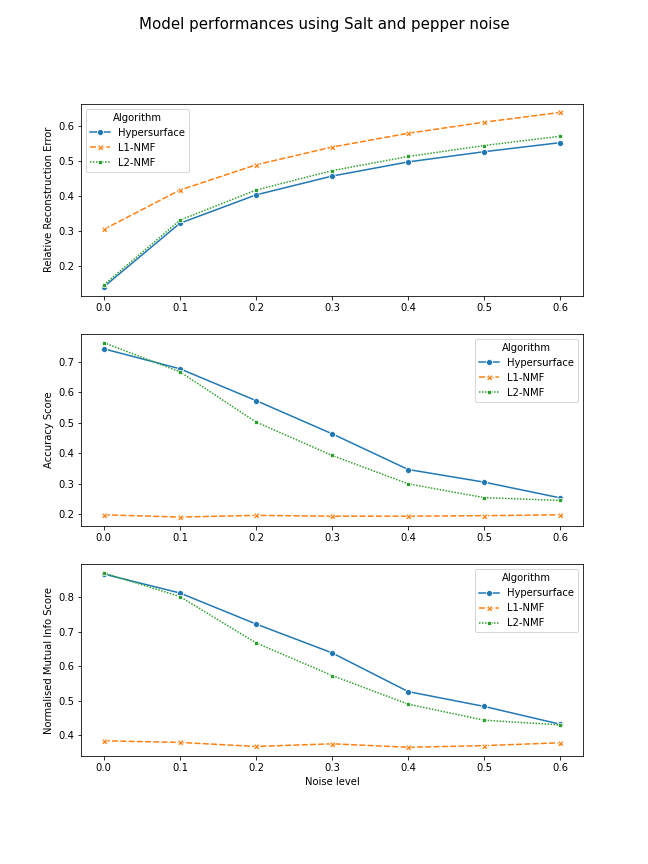 Model performances using Salt and pepper noise
Relative Reconstruction Error
0.6
0.5
0.4
0.3
0.2
Algorithm
Hypersurface
L1-NMF
L2-NMF
0.0 0.1 0.2 0.3 0.4 0.5 0.6
Accuracy Score
0.7
0.6
0.5
0.4
0.3
0.2
Algorithm
Hypersurface
L1-NMF
L2-NMF
0.0 0.1 0.2 0.3 0.4 0.5 0.6
Normalised Mutual Info Score
0.8
0.7
0.6
0.5
0.4
Algorithm
Hypersurface
L1-NMF
L2-NMF
0.0 0.1 0.2 0.3 0.4 0.5 0.6
Noise level